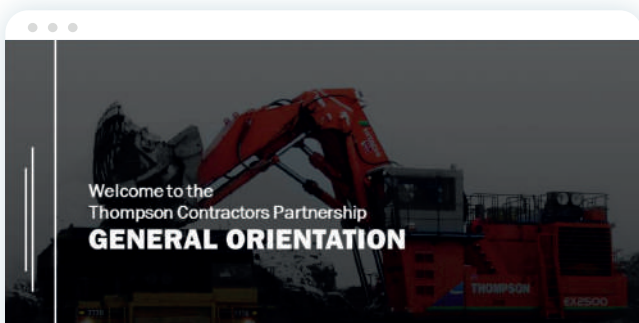 Welcome to the
Thompson Contractors Partnership
GENERAL ORIENTATION
THOMPSON
EX2500